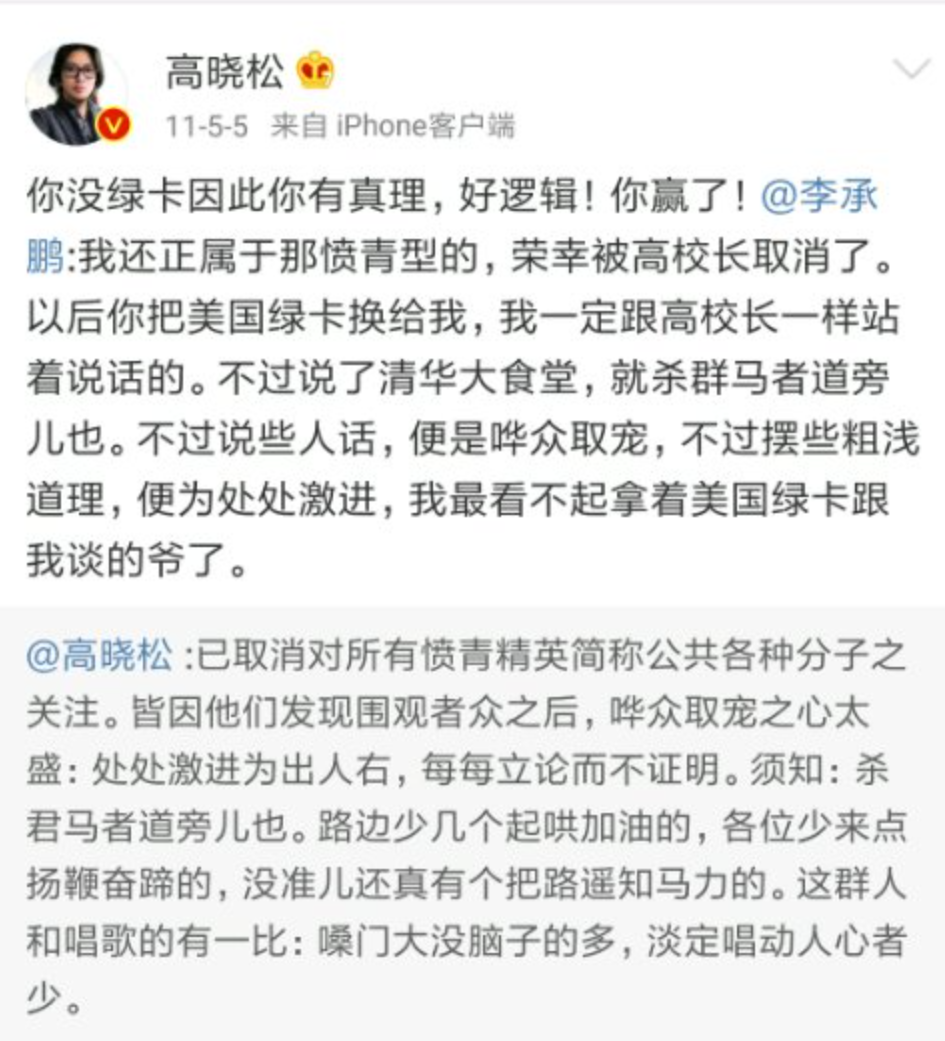 高晓松
11-5-5 来自 iPhone客户端
你没绿卡因此你有真理，好逻辑！你赢了！@李承
鹏:我还正属于那愤青型的，荣幸被高校长取消了。
以后你把美国绿卡换给我，我一定跟高校长一样站
着说话的。不过说了清华大食堂，就杀群马者道旁
儿也。不过说些人话，便是哗众取宠，不过摆些粗浅
道理，便为处处激进，我最看不起拿着美国绿卡跟
我谈的爷了。
@高晓松 :已取消对所有愤青精英简称公共各种分子之
关注。皆因他们发现围观者众之后，哗众取宠之心太
盛：处处激进为出人右，每每立论而不证明。须知：杀
君马者道旁儿也。路边少几个起哄加油的，各位少来点
扬鞭奋蹄的，没准儿还真有个把路遥知马力的。这群人
和唱歌的有一比：嗓门大没脑子的多，淡定唱动人心者
少。